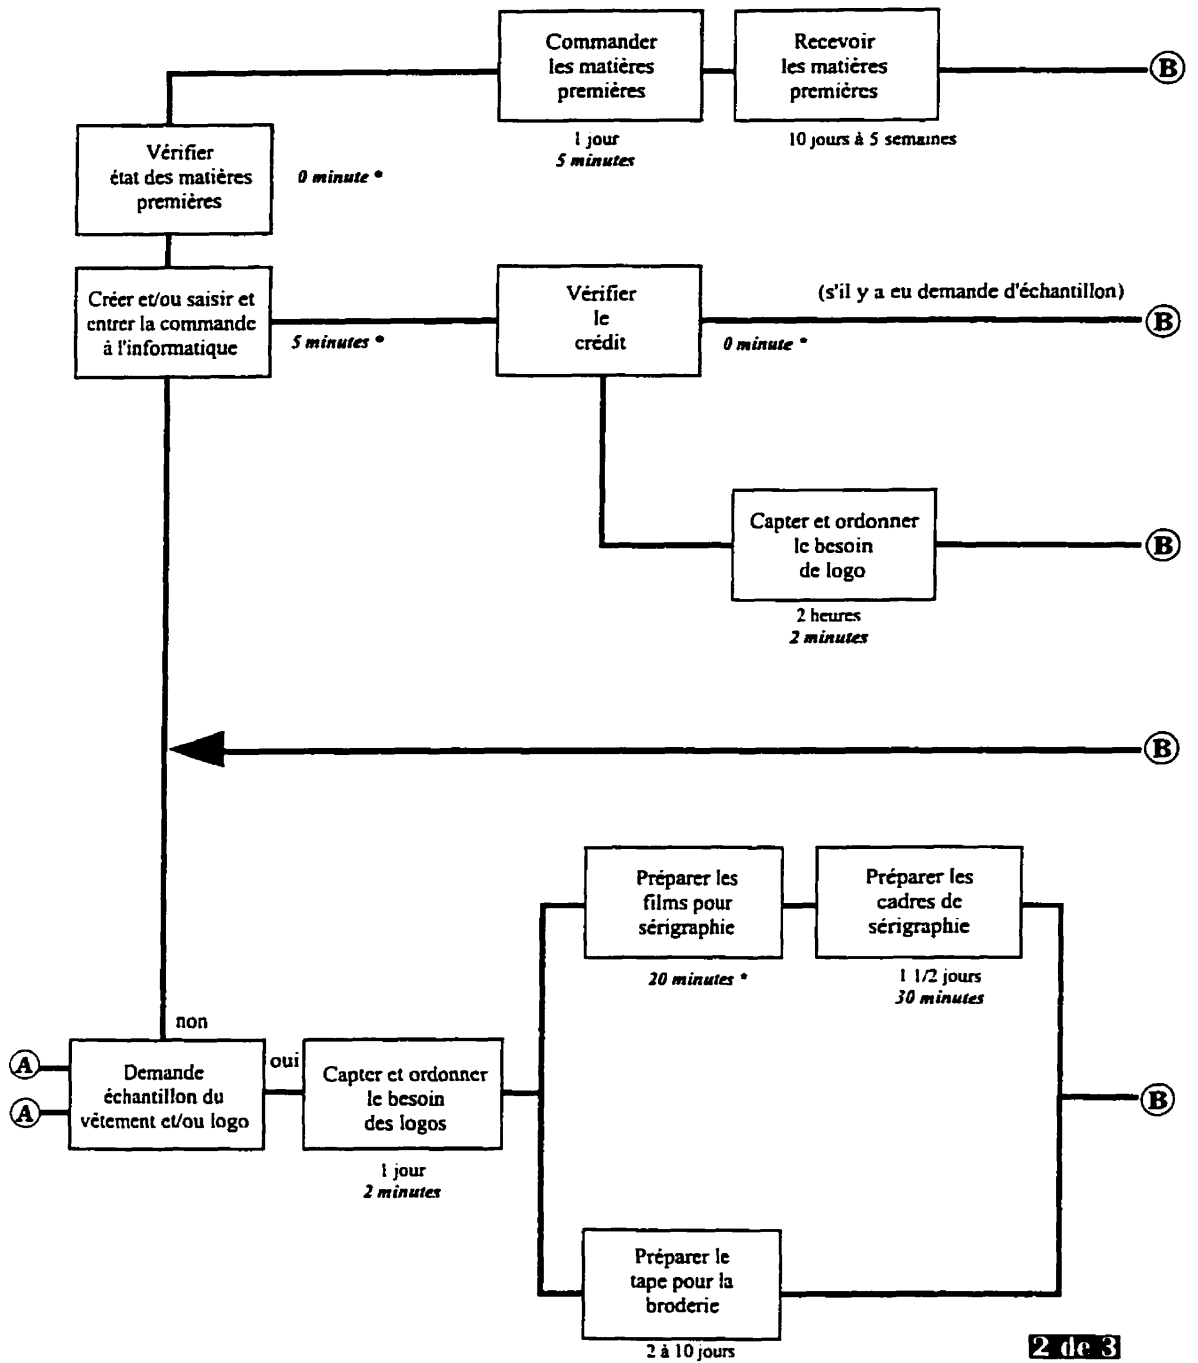 Commander
les matières
premières
1 jour
5 minutes
Recevoir
les matières
premières
10 jours à 5 semaines
B
Vérifier
état des matières
premières
0 minute *
Créer et/ou saisir et
entrer la commande
à l'informatique
5 minutes *
Vérifier
le
crédit
0 minute *
(s'il y a eu demande d'échantillon)
B
Capter et ordonner
le besoin
de logo
2 heures
2 minutes
B
B
Préparer les
films pour
sérigraphie
20 minutes *
Préparer les
cadres de
sérigraphie
1 1/2 jours
30 minutes
non
A
A
Demande
échantillon du
vêtement et/ou logo
oui
Capter et ordonner
le besoin
des logos
1 jour
2 minutes
B
Préparer le
tape pour la
broderie
2 à 10 jours
2 de 3